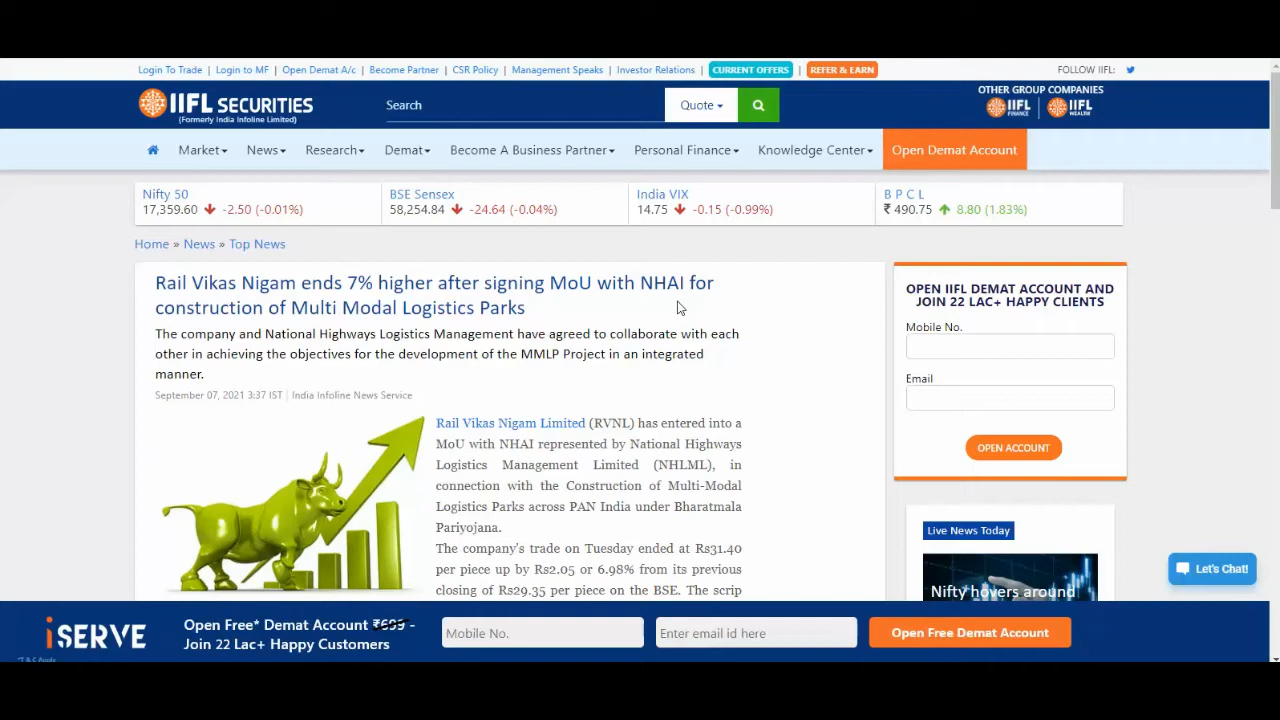 Login To Trade | Login to MF | Open Demat A/c | Become Partner | CSR Policy | Management Speaks | Investor Relations | CURRENT OFFERS | REFER & EARN FOLLOW IIFL:
IIFL SECURITIES
(Formerly India Infoline Limited)
Search Quote
OTHER GROUP COMPANIES
IIFL FINANCE | IIFL WEALTH
Market News Research Demat Become A Business Partner Personal Finance Knowledge Center Open Demat Account
Nifty 50 BSE Sensex India VIX B P C L
17,359.60 -2.50 (-0.01%) 58,254.84 -24.64 (-0.04%) 14.75 -0.15 (-0.99%) ₹ 490.75 8.80 (1.83%)
Home » News » Top News
Rail Vikas Nigam ends 7% higher after signing MoU with NHAI for
construction of Multi Modal Logistics Parks
The company and National Highways Logistics Management have agreed to collaborate with each
other in achieving the objectives for the development of the MMLP Project in an integrated
manner.
September 07, 2021 3:37 IST | India Infoline News Service
Rail Vikas Nigam Limited (RVNL) has entered into a
MoU with NHAI represented by National Highways
Logistics Management Limited (NHLML), in
connection with the Construction of Multi-Modal
Logistics Parks across PAN India under Bharatmala
Pariyojana.
The company's trade on Tuesday ended at Rs31.40
per piece up by Rs2.05 or 6.98% from its previous
closing of Rs29.35 per piece on the BSE. The scrip
OPEN IIFL DEMAT ACCOUNT AND
JOIN 22 LAC+ HAPPY CLIENTS
Mobile No.
Email
OPEN ACCOUNT
Live News Today
Nifty hovers around
Let's Chat!
iSERVE
Open Free* Demat Account ₹699 -
Join 22 Lac+ Happy Customers
Mobile No. Enter email id here Open Free Demat Account